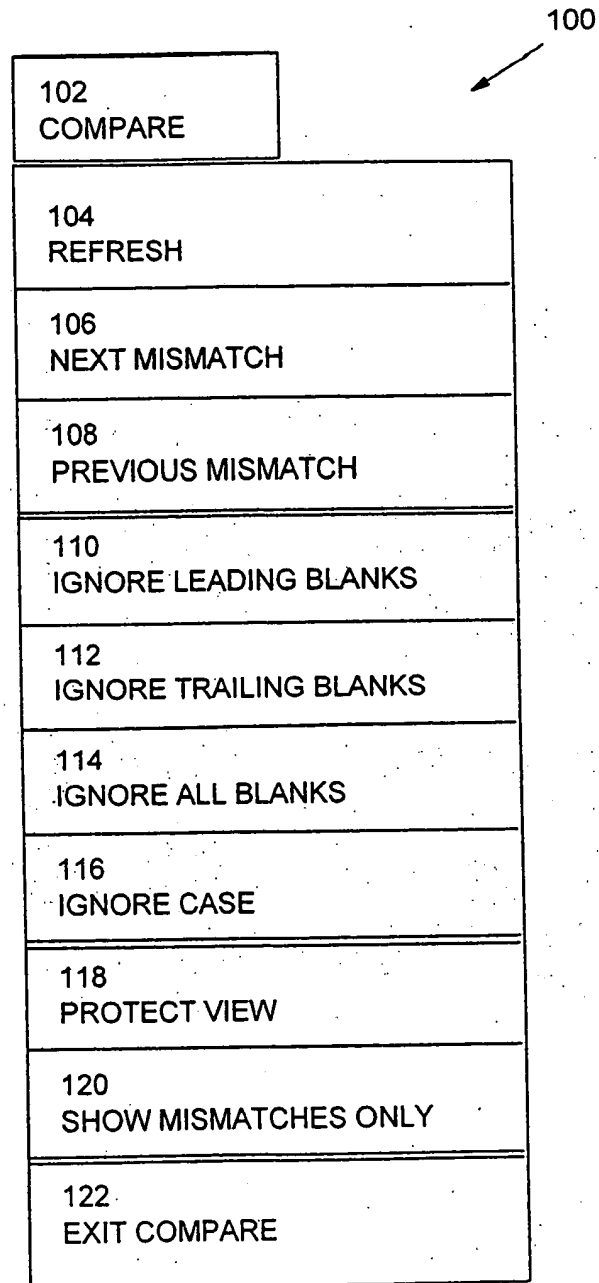 100
102
COMPARE
104
REFRESH
106
NEXT MISMATCH
108
PREVIOUS MISMATCH
110
IGNORE LEADING BLANKS
112
IGNORE TRAILING BLANKS
114
IGNORE ALL BLANKS
116
IGNORE CASE
118
PROTECT VIEW
120
SHOW MISMATCHES ONLY
122
EXIT COMPARE